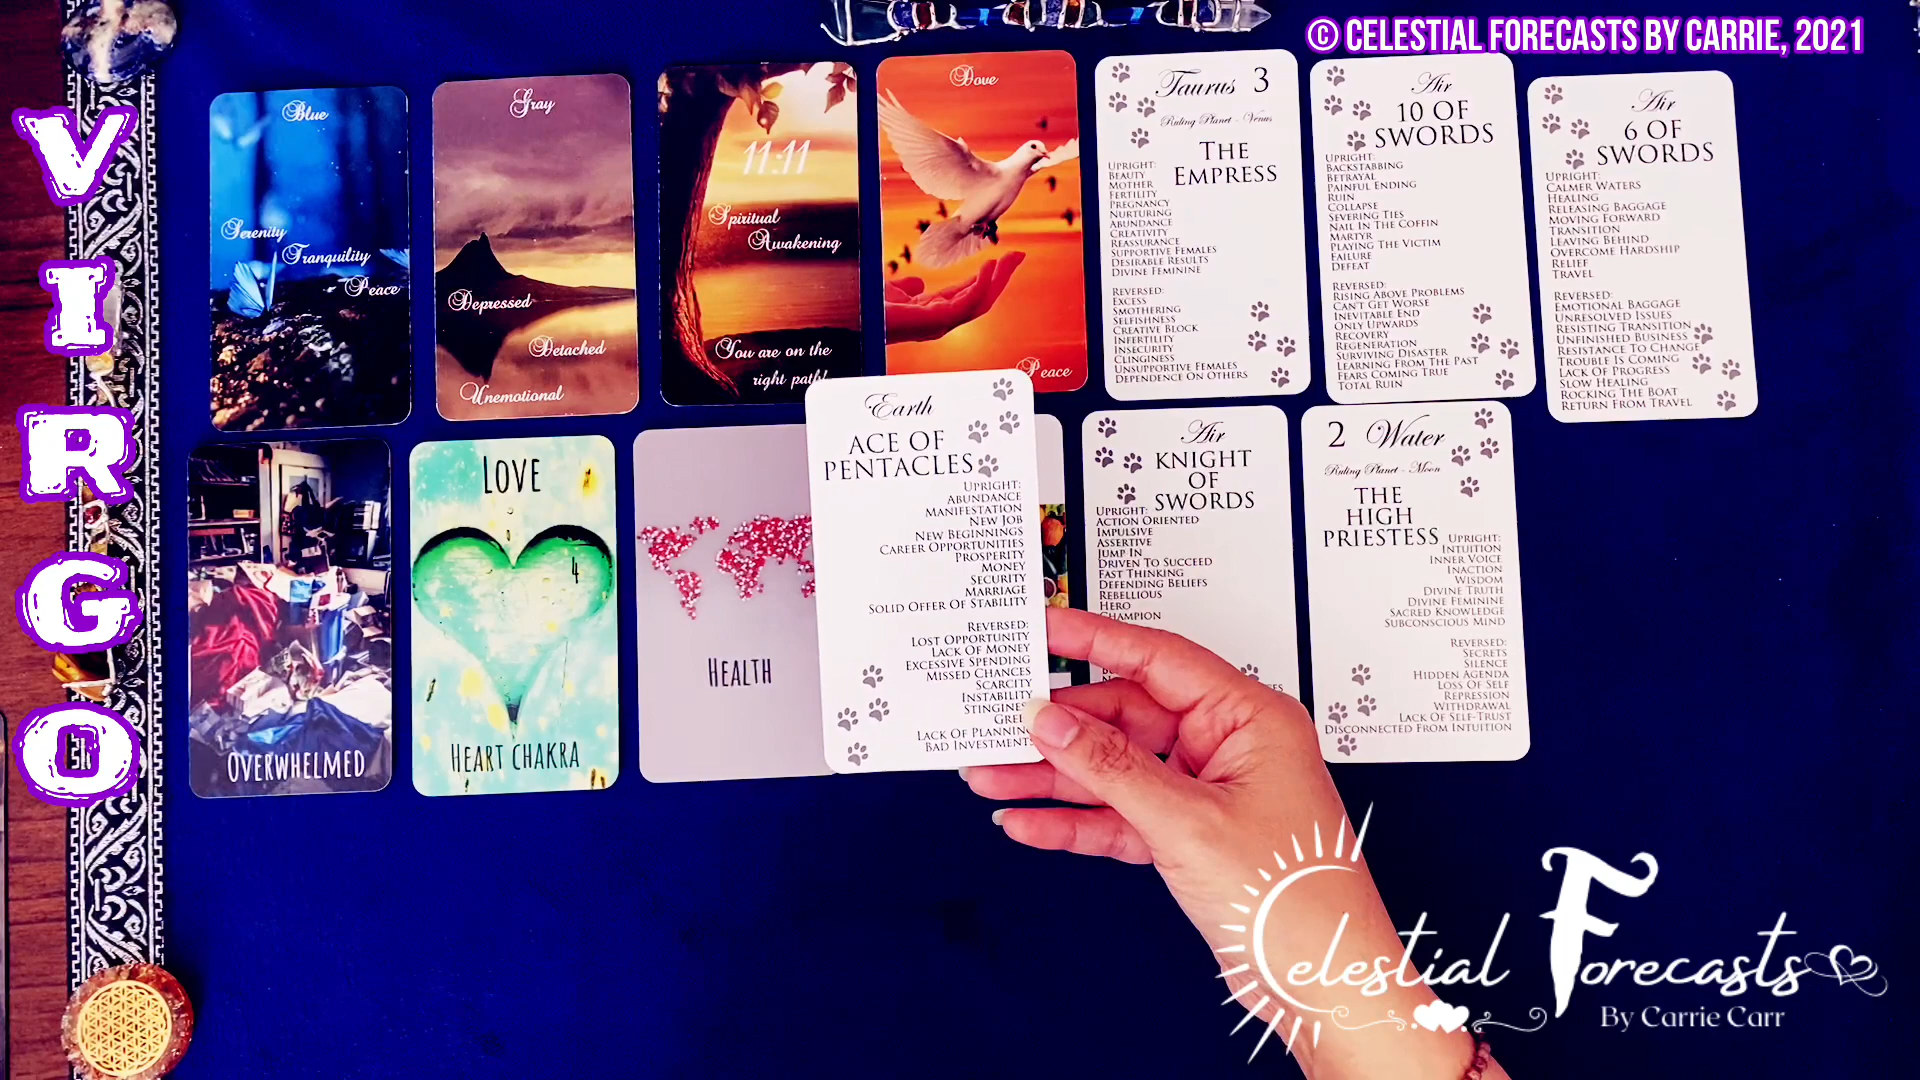 © CELESTIAL FORECASTS BY CARRIE, 2021
VIRGO
Blue
Serenity
Tranquility
Peace
Gray
Depressed
Detached
Unemotional
11:11
Spiritual
Awakening
You are on the
right path!
Dove
Peace
Taurus 3
Ruling Planet - Venus
THE
EMPRESS
UPRIGHT:
BEAUTY
MOTHER
FERTILITY
PREGNANCY
NURTURING
ABUNDANCE
CREATIVITY
REASSURANCE
SUPPORTIVE FEMALES
DESIRABLE RESULTS
DIVINE FEMININE
REVERSED:
EXCESS
SMOTHERING
SELFISHNESS
CREATIVE BLOCK
INFERTILITY
INSECURITY
CLINGINESS
UNSUPPORTIVE FEMALES
DEPENDENCE ON OTHERS
Air
10 OF
SWORDS
UPRIGHT:
BACKSTABBING
BETRAYAL
PAINFUL ENDING
RUIN
COLLAPSE
SEVERING TIES
NAIL IN THE COFFIN
MARTYR
PLAYING THE VICTIM
FAILURE
DEFEAT
REVERSED:
RISING ABOVE PROBLEMS
CAN'T GET WORSE
INEVITABLE END
ONLY UPWARDS
RECOVERY
REGENERATION
SURVIVING DISASTER
LEARNING FROM THE PAST
FEARS COMING TRUE
TOTAL RUIN
Air
6 OF
SWORDS
UPRIGHT:
CALMER WATERS
HEALING
RELEASING BAGGAGE
MOVING FORWARD
TRANSITION
LEAVING BEHIND
OVERCOME HARDSHIP
RELIEF
TRAVEL
REVERSED:
EMOTIONAL BAGGAGE
UNRESOLVED ISSUES
RESISTING TRANSITION
UNFINISHED BUSINESS
RESISTANCE TO CHANGE
TROUBLE IS COMING
LACK OF PROGRESS
SLOW HEALING
ROCKING THE BOAT
RETURN FROM TRAVEL
OVERWHELMED
LOVE
4
HEART CHAKRA
HEALTH
Earth
ACE OF
PENTACLES
UPRIGHT:
ABUNDANCE
MANIFESTATION
NEW JOB
NEW BEGINNINGS
CAREER OPPORTUNITIES
PROSPERITY
MONEY
SECURITY
MARRIAGE
SOLID OFFER OF STABILITY
REVERSED:
LOST OPPORTUNITY
LACK OF MONEY
EXCESSIVE SPENDING
MISSED CHANCES
SCARCITY
INSTABILITY
STINGINES
GREE
LACK OF PLANNING
BAD INVESTMENTS
Air
KNIGHT
OF
SWORDS
UPRIGHT:
ACTION ORIENTED
IMPULSIVE
ASSERTIVE
JUMP IN
DRIVEN TO SUCCEED
FAST THINKING
DEFENDING BELIEFS
REBELLIOUS
HERO
CHAMPION
2 Water
Ruling Planet - Moon
THE
HIGH
PRIESTESS
UPRIGHT:
INTUITION
INNER VOICE
INACTION
WISDOM
DIVINE TRUTH
DIVINE FEMININE
SACRED KNOWLEDGE
SUBCONSCIOUS MIND
REVERSED:
SECRETS
SILENCE
HIDDEN AGENDA
LOSS OF SELF
REPRESSION
WITHDRAWAL
LACK OF SELF-TRUST
DISCONNECTED FROM INTUITION
Celestial Forecasts
By Carrie Carr